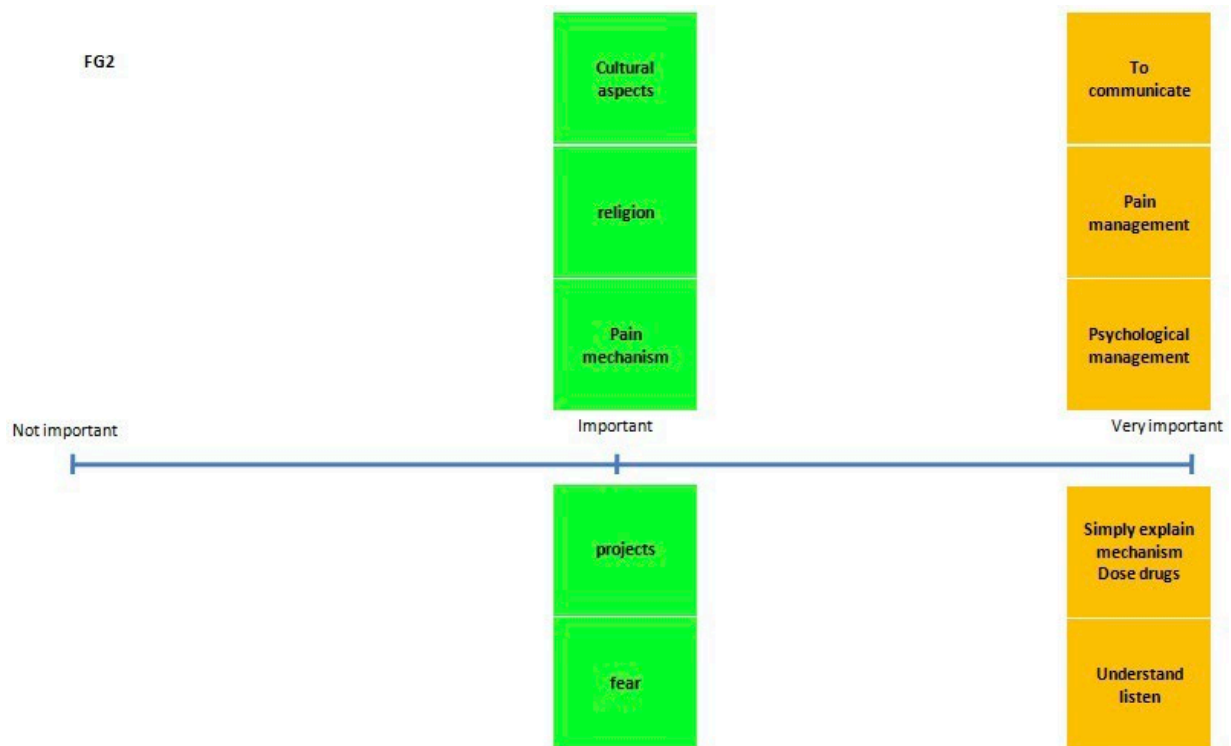 FG2
Cultural
aspects
To
communicate
religion
Pain
management
Pain
mechanism
Psychological
management
Not important
Important
Very important
projects
Simply explain
mechanism
Dose drugs
fear
Understand
listen